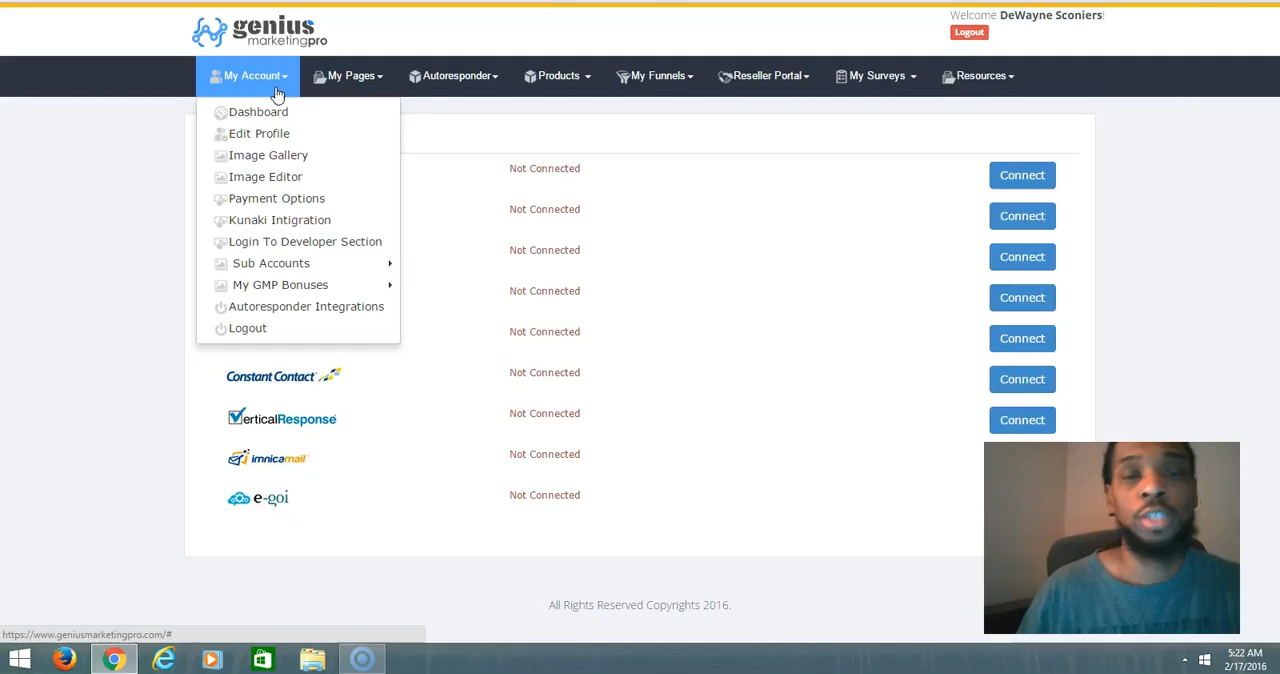 genius
marketingpro
Welcome DeWayne Sconiers!
Logout
My Account
My Pages
Autoresponder
Products
My Funnels
Reseller Portal
My Surveys
Resources
Dashboard
Edit Profile
Image Gallery
Image Editor
Payment Options
Kunaki Intigration
Login To Developer Section
Sub Accounts
My GMP Bonuses
Autoresponder Integrations
Logout
Not Connected Connect
Not Connected Connect
Not Connected Connect
Not Connected Connect
Not Connected Connect
Constant Contact Not Connected Connect
VerticalResponse Not Connected Connect
imnicamail Not Connected
e-goi Not Connected
All Rights Reserved Copyrights 2016.
https://www.geniusmarketingpro.com/#
5:22 AM
2/17/2016